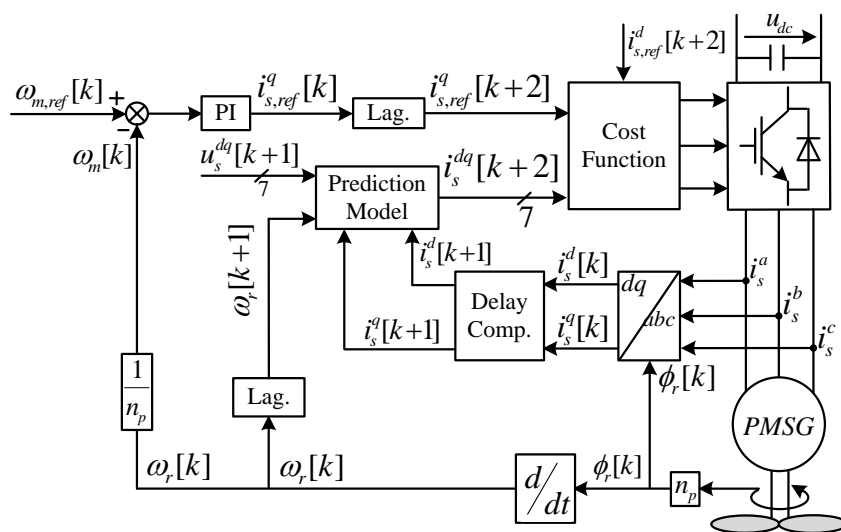 u_{dc}
i^d_{s,ref}[k+2]
ω_{m,ref}[k]
+
−
PI
i^q_{s,ref}[k]
Lag.
i^q_{s,ref}[k+2]
Cost
Function
ω_m[k]
u^{dq}_s[k+1]
7
Prediction
Model
i^{dq}_s[k+2]
7
ω_r[k+1]
i^d_s[k+1]
i^q_s[k+1]
Delay
Comp.
i^d_s[k]
i^q_s[k]
dq
abc
i^a_s
i^b_s
i^c_s
ϕ_r[k]
1
n_p
Lag.
PMSG
ω_r[k]
ω_r[k]
d/dt
ϕ_r[k]
n_p